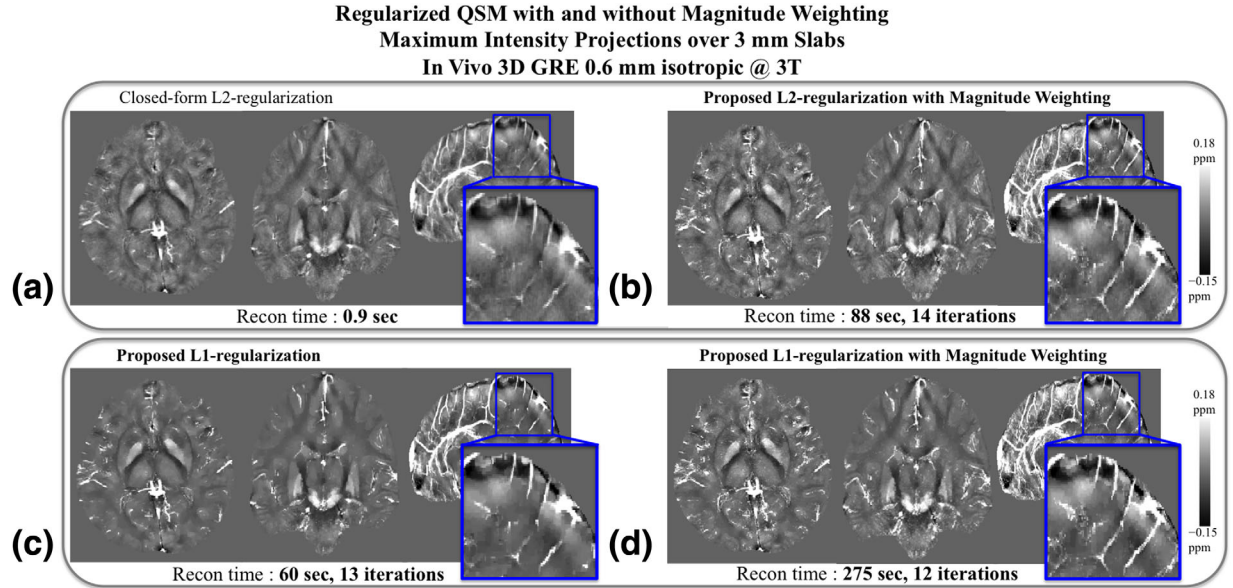 Regularized QSM with and without Magnitude Weighting
Maximum Intensity Projections over 3 mm Slabs
In Vivo 3D GRE 0.6 mm isotropic @ 3T
Closed-form L2-regularization
Proposed L2-regularization with Magnitude Weighting
0.18
ppm
(a)
(b)
−0.15
ppm
Recon time : 0.9 sec
Recon time : 88 sec, 14 iterations
Proposed L1-regularization
Proposed L1-regularization with Magnitude Weighting
0.18
ppm
(c)
(d)
−0.15
ppm
Recon time : 60 sec, 13 iterations
Recon time : 275 sec, 12 iterations